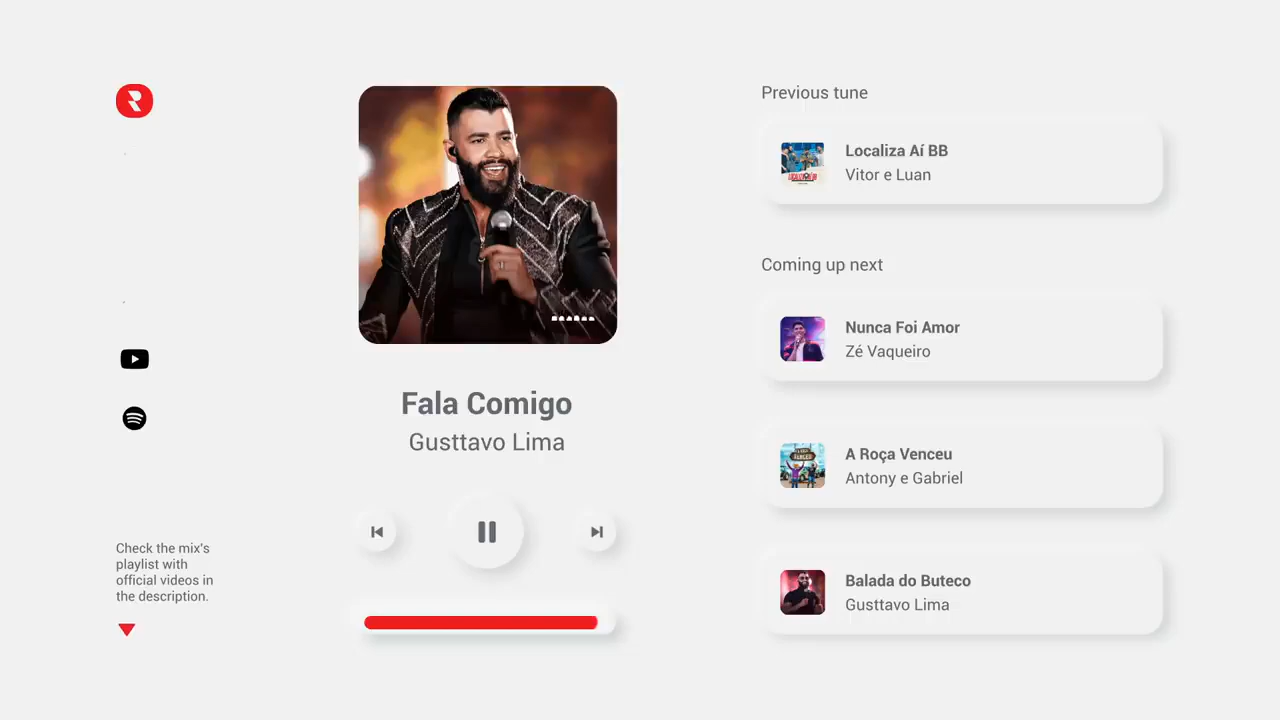 Previous tune
Localiza Aí BB
Vitor e Luan
Coming up next
Nunca Foi Amor
Zé Vaqueiro
A Roça Venceu
Antony e Gabriel
Balada do Buteco
Gusttavo Lima
Fala Comigo
Gusttavo Lima
Check the mix's
playlist with
official videos in
the description.